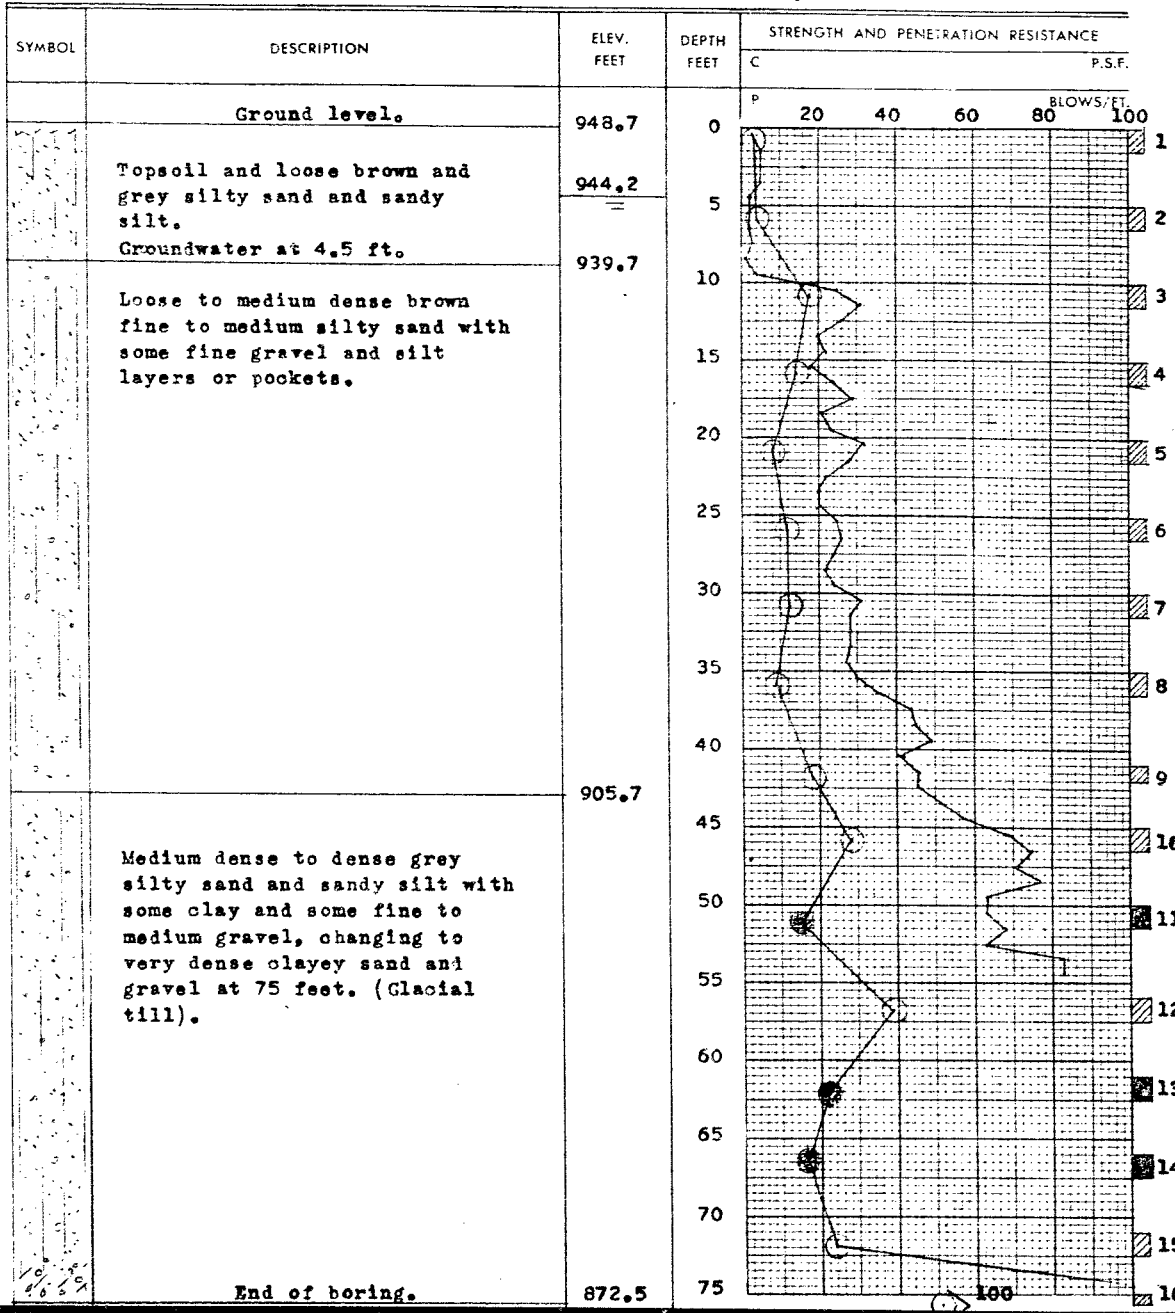 SYMBOL
DESCRIPTION
ELEV. FEET
DEPTH FEET
STRENGTH AND PENETRATION RESISTANCE
C P.S.F.
P BLOWS/FT.
20 40 60 80 100
Ground level.
948.7
0
1
Topsoil and loose brown and
grey silty sand and sandy
silt.
Groundwater at 4.5 ft.
944.2
5
2
939.7
10
3
Loose to medium dense brown
fine to medium silty sand with
some fine gravel and silt
layers or pockets.
15
4
20
5
25
6
30
7
35
8
40
9
905.7
45
Medium dense to dense grey
silty sand and sandy silt with
some clay and some fine to
medium gravel, changing to
very dense clayey sand and
gravel at 75 feet. (Glacial
till).
50
11
55
12
60
13
65
14
70
15
End of boring.
872.5
75
100